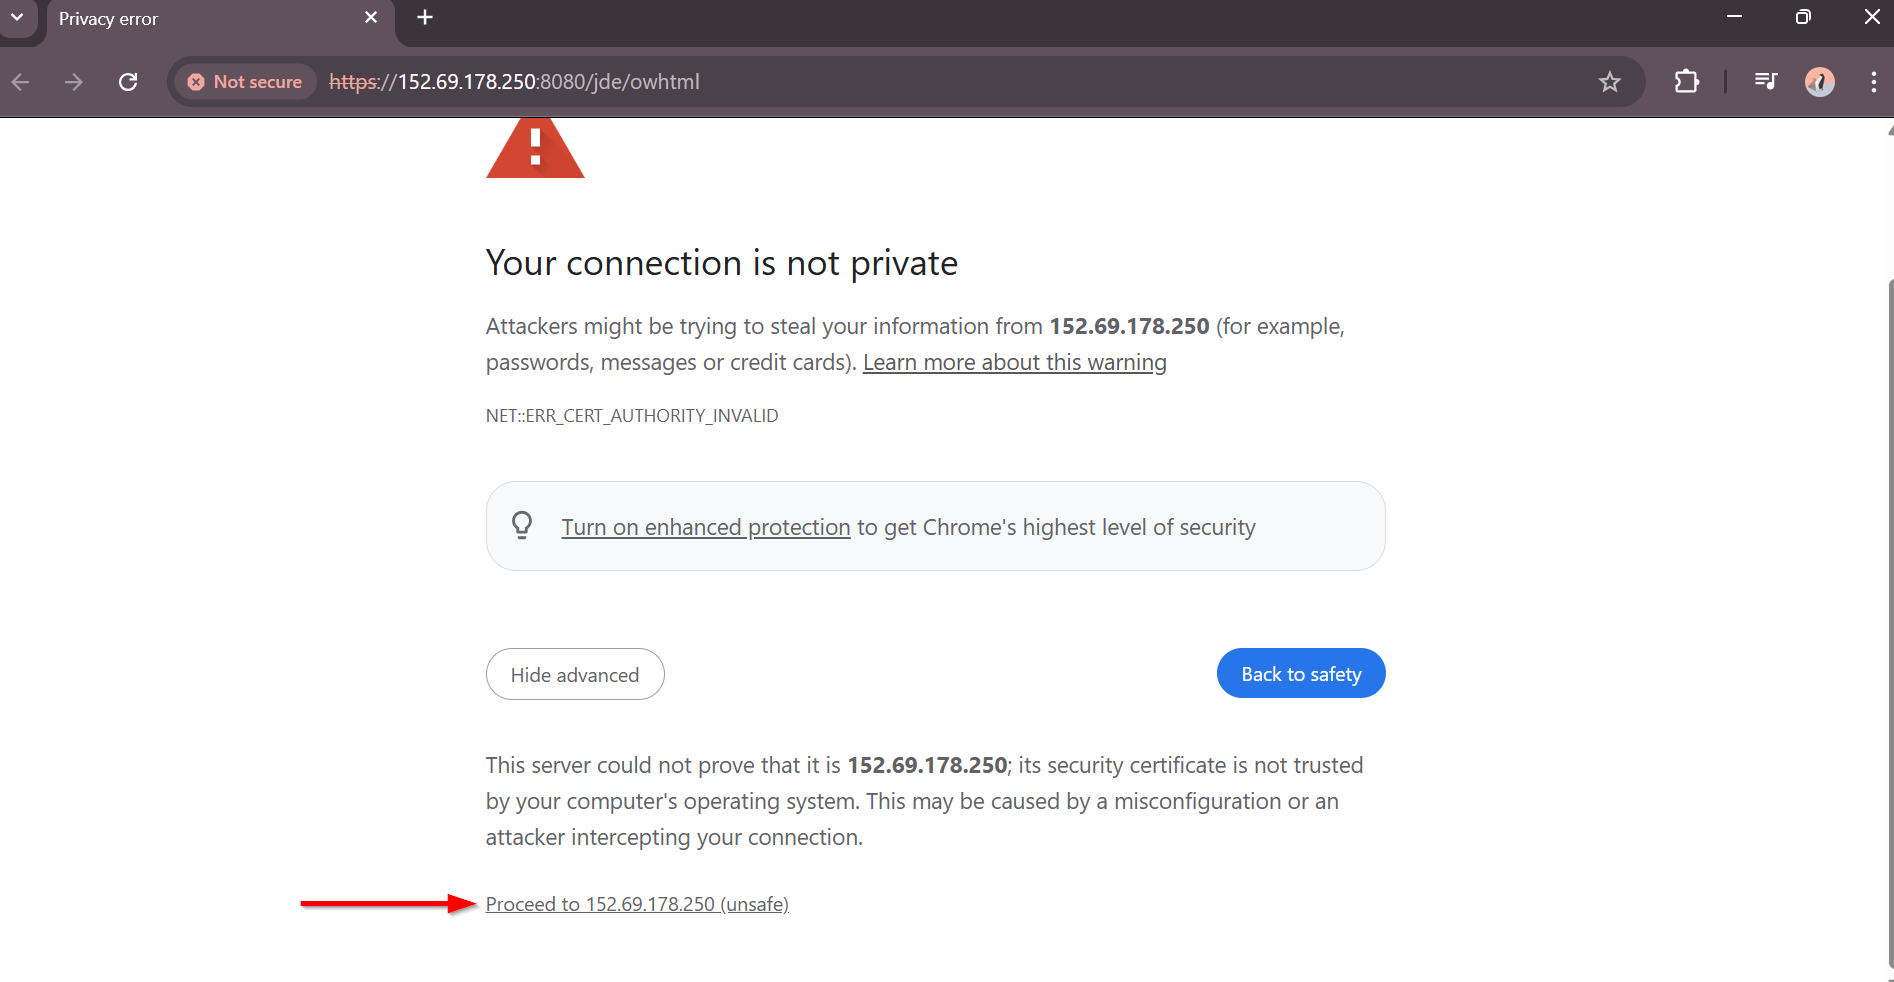 Privacy error
Not secure https://152.69.178.250:8080/jde/owhtml
Your connection is not private
Attackers might be trying to steal your information from 152.69.178.250 (for example,
passwords, messages or credit cards). Learn more about this warning
NET::ERR_CERT_AUTHORITY_INVALID
Turn on enhanced protection to get Chrome's highest level of security
Hide advanced
Back to safety
This server could not prove that it is 152.69.178.250; its security certificate is not trusted
by your computer's operating system. This may be caused by a misconfiguration or an
attacker intercepting your connection.
Proceed to 152.69.178.250 (unsafe)